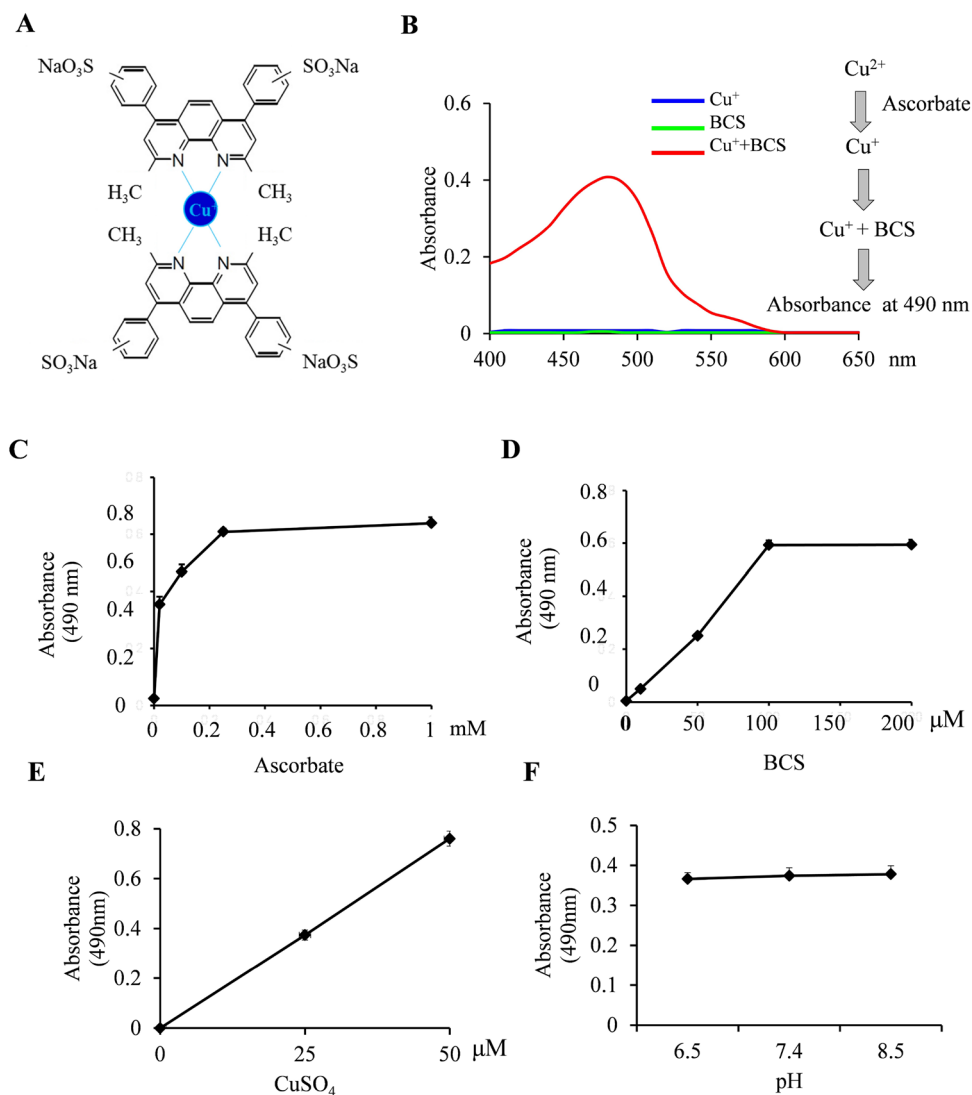 A
NaO₃S
SO₃Na
N
N
H₃C
CH₃
Cu⁺
CH₃
H₃C
N
N
SO₃Na
NaO₃S
B
Cu²⁺
Ascorbate
Cu⁺
Cu⁺ + BCS
Absorbance at 490 nm
Cu⁺
BCS
Cu⁺+BCS
Absorbance
0.6
0.4
0.2
0
400 450 500 550 600 650 nm
C
Absorbance
(490 nm)
0.8
0.6
0.4
0.2
0
0 0.2 0.4 0.6 0.8 1 mM
Ascorbate
D
Absorbance
(490 nm)
0.8
0.6
0.4
0.2
0
0 50 100 150 200 μM
BCS
E
Absorbance
(490nm)
0.8
0.6
0.4
0.2
0
0 25 50 μM
CuSO₄
F
Absorbance
(490nm)
0.5
0.4
0.3
0.2
0.1
0
6.5 7.4 8.5
pH